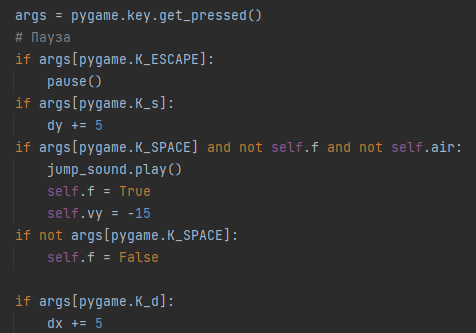 args = pygame.key.get_pressed()
# Пауза
if args[pygame.K_ESCAPE]:
    pause()
if args[pygame.K_s]:
    dy += 5
if args[pygame.K_SPACE] and not self.f and not self.air:
    jump_sound.play()
    self.f = True
    self.vy = -15
if not args[pygame.K_SPACE]:
    self.f = False

if args[pygame.K_d]:
    dx += 5